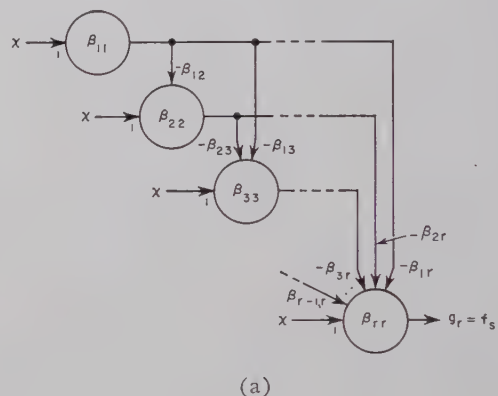 χ 1 β11
-β12
χ 1 β22
-β23 -β13
χ 1 β33
-β2r
-β3r -β1r
βr-1,r
χ 1 βrr gr = fs
(a)